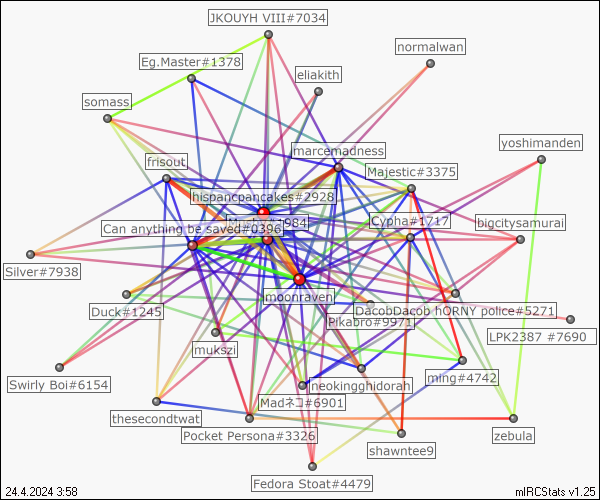 JKOUYH VIII#7034
normalwan
Eg.Master#1378
eliakith
somass
yoshimanden
marcemadness
frisout
Majestic#3375
hispancpancakes#2928
Cypha#1717
bigcitysamurai
Can anything be saved#0396
Silver#7938
moonraven
DacobDacob hORNY police#5271
Duck#1245
Pikabro#9971
LPK2387 #7690
mukszi
Swirly Boi#6154
neokingghidorah
ming#4742
Madネコ#6901
thesecondtwat
Pocket Persona#3326
zebula
shawntee9
Fedora Stoat#4479
24.4.2024 3:58
mIRCStats v1.25